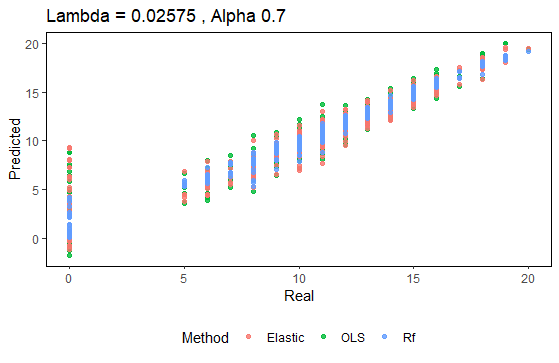 Lambda = 0.02575 , Alpha 0.7
20
15
10
5
0
Predicted
0 5 10 15 20
Real
Method Elastic OLS Rf